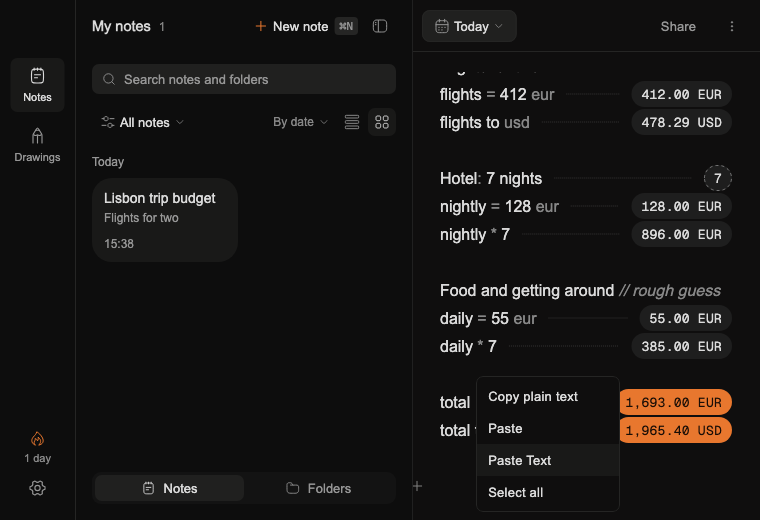 My notes 1
New note ⌘N
Today
Share
Search notes and folders
Notes
Drawings
All notes
By date
Today
Lisbon trip budget
Flights for two
15:38
flights = 412 eur 412.00 EUR
flights to usd 478.29 USD
Hotel: 7 nights 7
nightly = 128 eur 128.00 EUR
nightly * 7 896.00 EUR
Food and getting around // rough guess
daily = 55 eur 55.00 EUR
daily * 7 385.00 EUR
total 1,693.00 EUR
total 1,965.40 USD
Copy plain text
Paste
Paste Text
Select all
1 day
Notes
Folders